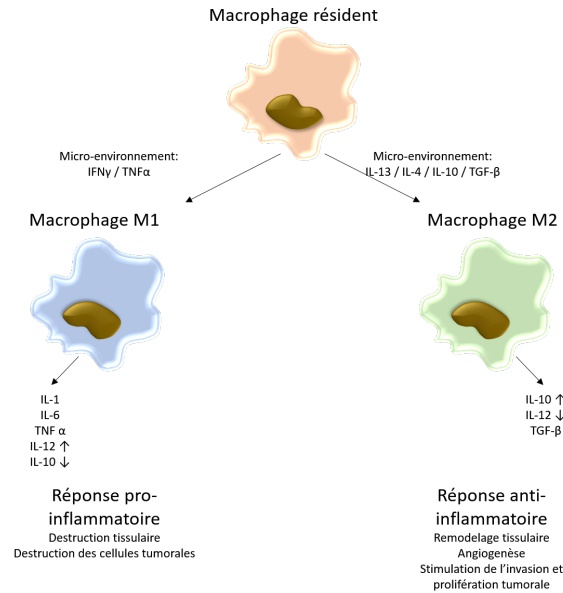 Macrophage résident
Micro-environnement:
IFNγ / TNFα
Micro-environnement:
IL-13 / IL-4 / IL-10 / TGF-β
Macrophage M1
Macrophage M2
IL-1
IL-6
TNF α
IL-12 ↑
IL-10 ↓
IL-10 ↑
IL-12 ↓
TGF-β
Réponse pro-
inflammatoire
Destruction tissulaire
Destruction des cellules tumorales
Réponse anti-
inflammatoire
Remodelage tissulaire
Angiogenèse
Stimulation de l’invasion et
prolifération tumorale